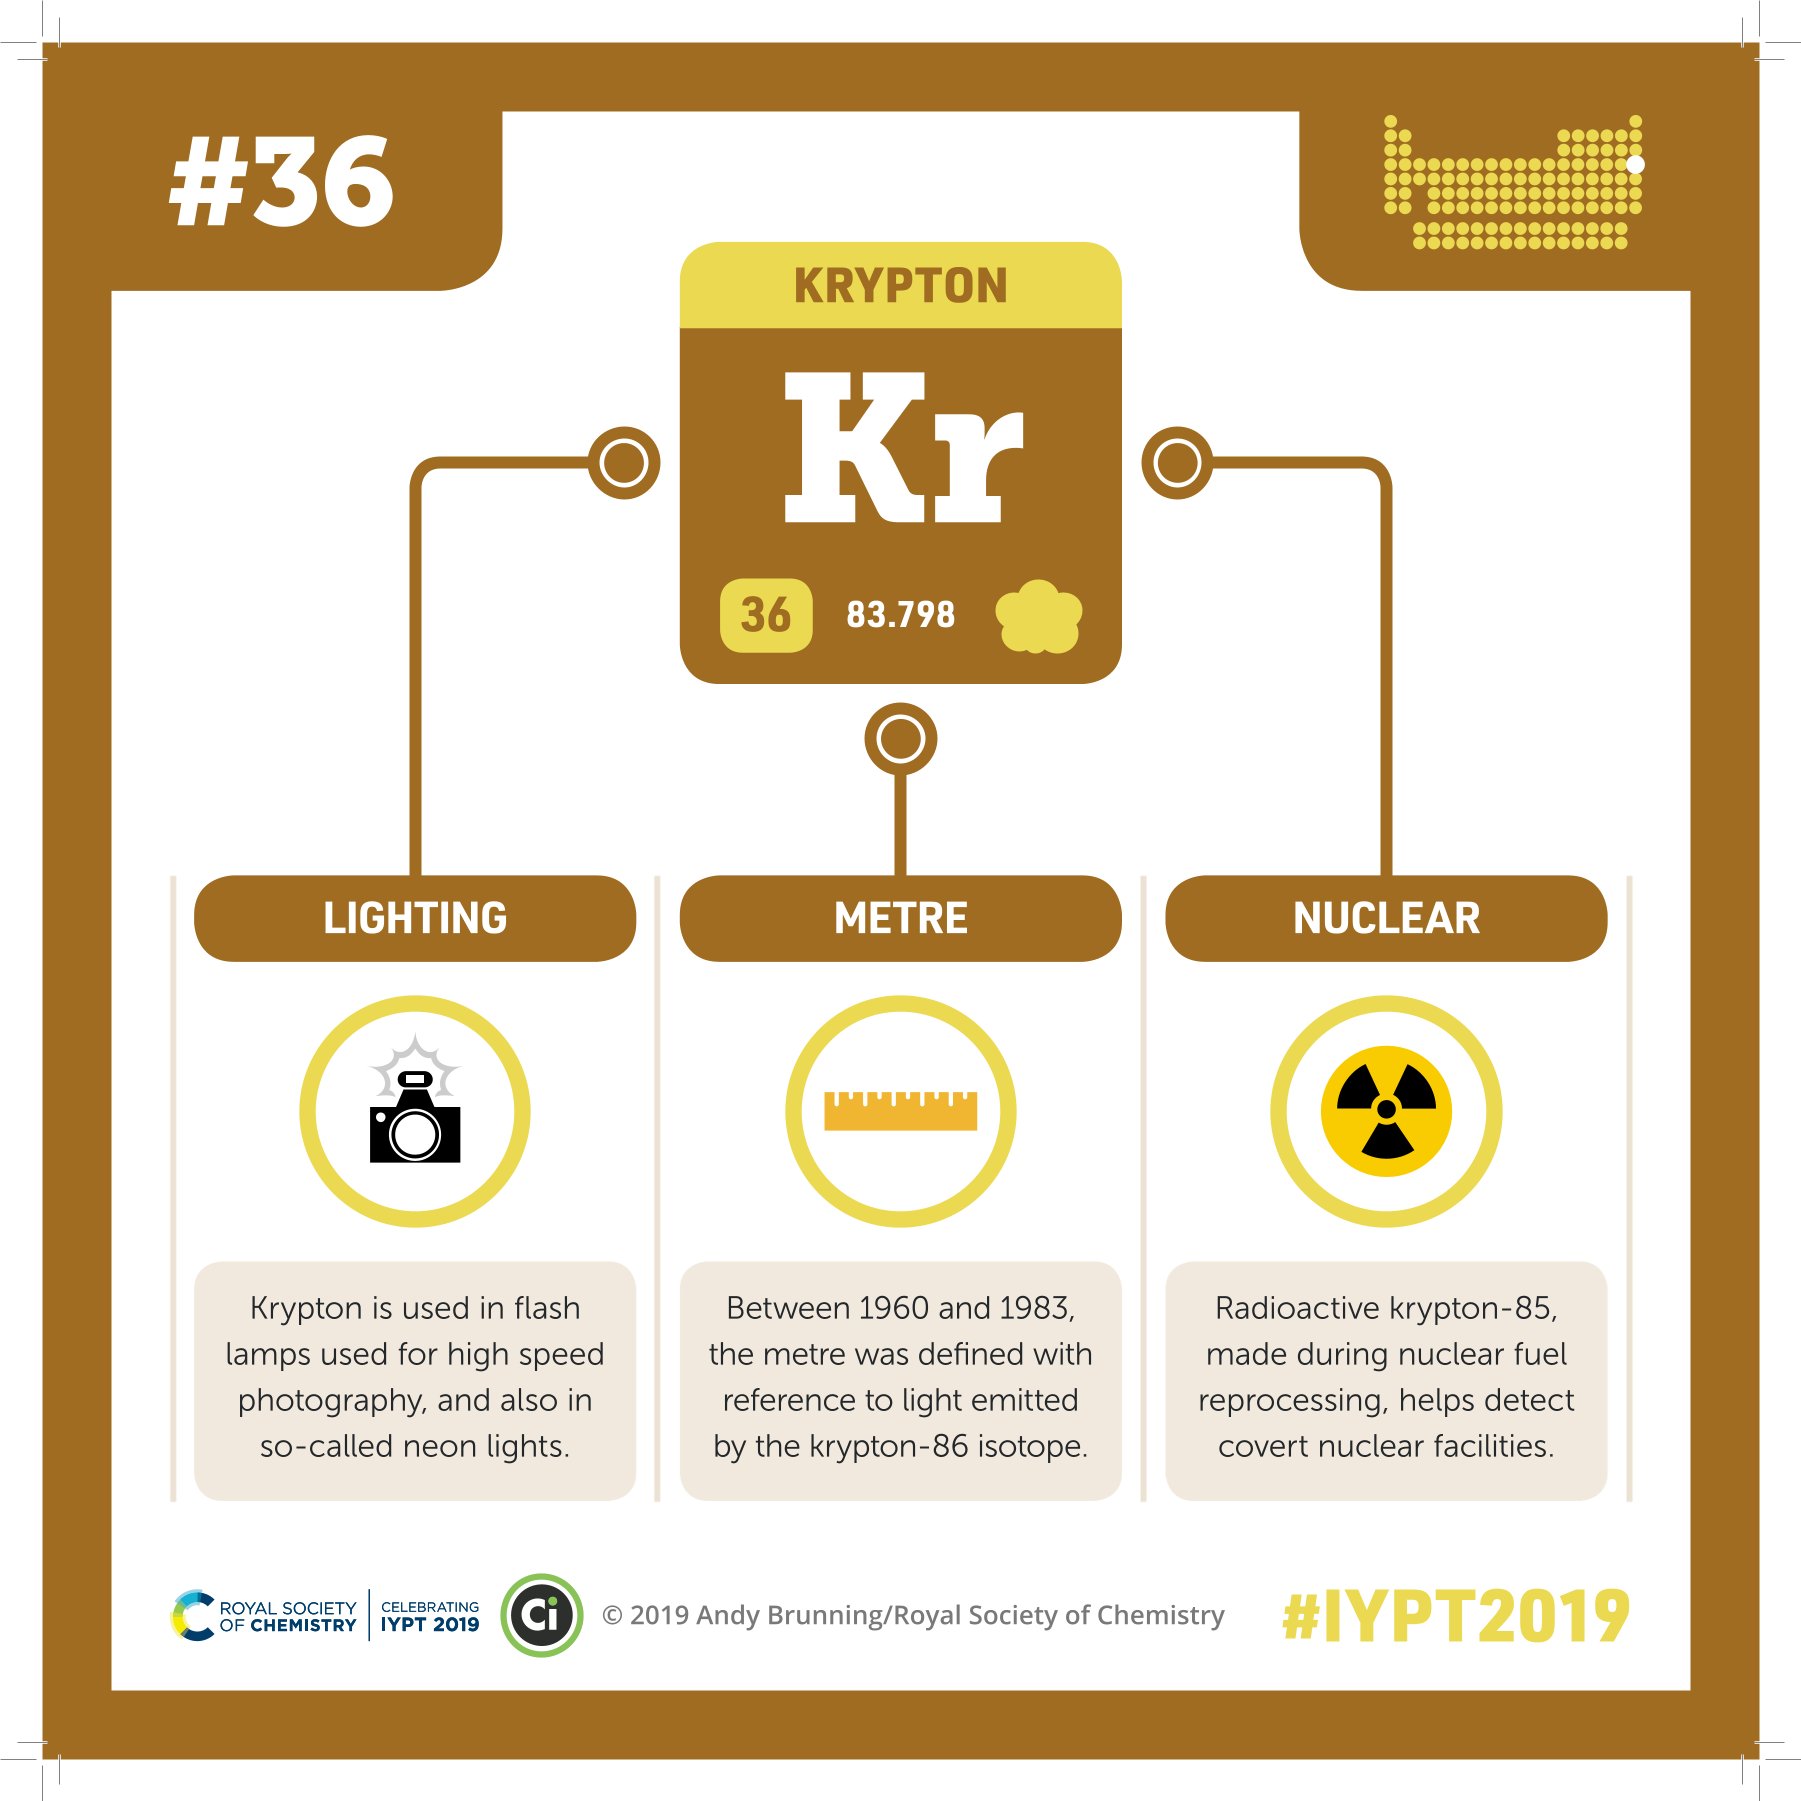 #36
KRYPTON
Kr
36
83.798
LIGHTING
Krypton is used in flash
lamps used for high speed
photography, and also in
so-called neon lights.
METRE
Between 1960 and 1983,
the metre was defined with
reference to light emitted
by the krypton-86 isotope.
NUCLEAR
Radioactive krypton-85,
made during nuclear fuel
reprocessing, helps detect
covert nuclear facilities.
ROYAL SOCIETY
OF CHEMISTRY
CELEBRATING
IYPT 2019
Ci
© 2019 Andy Brunning/Royal Society of Chemistry
#IYPT2019